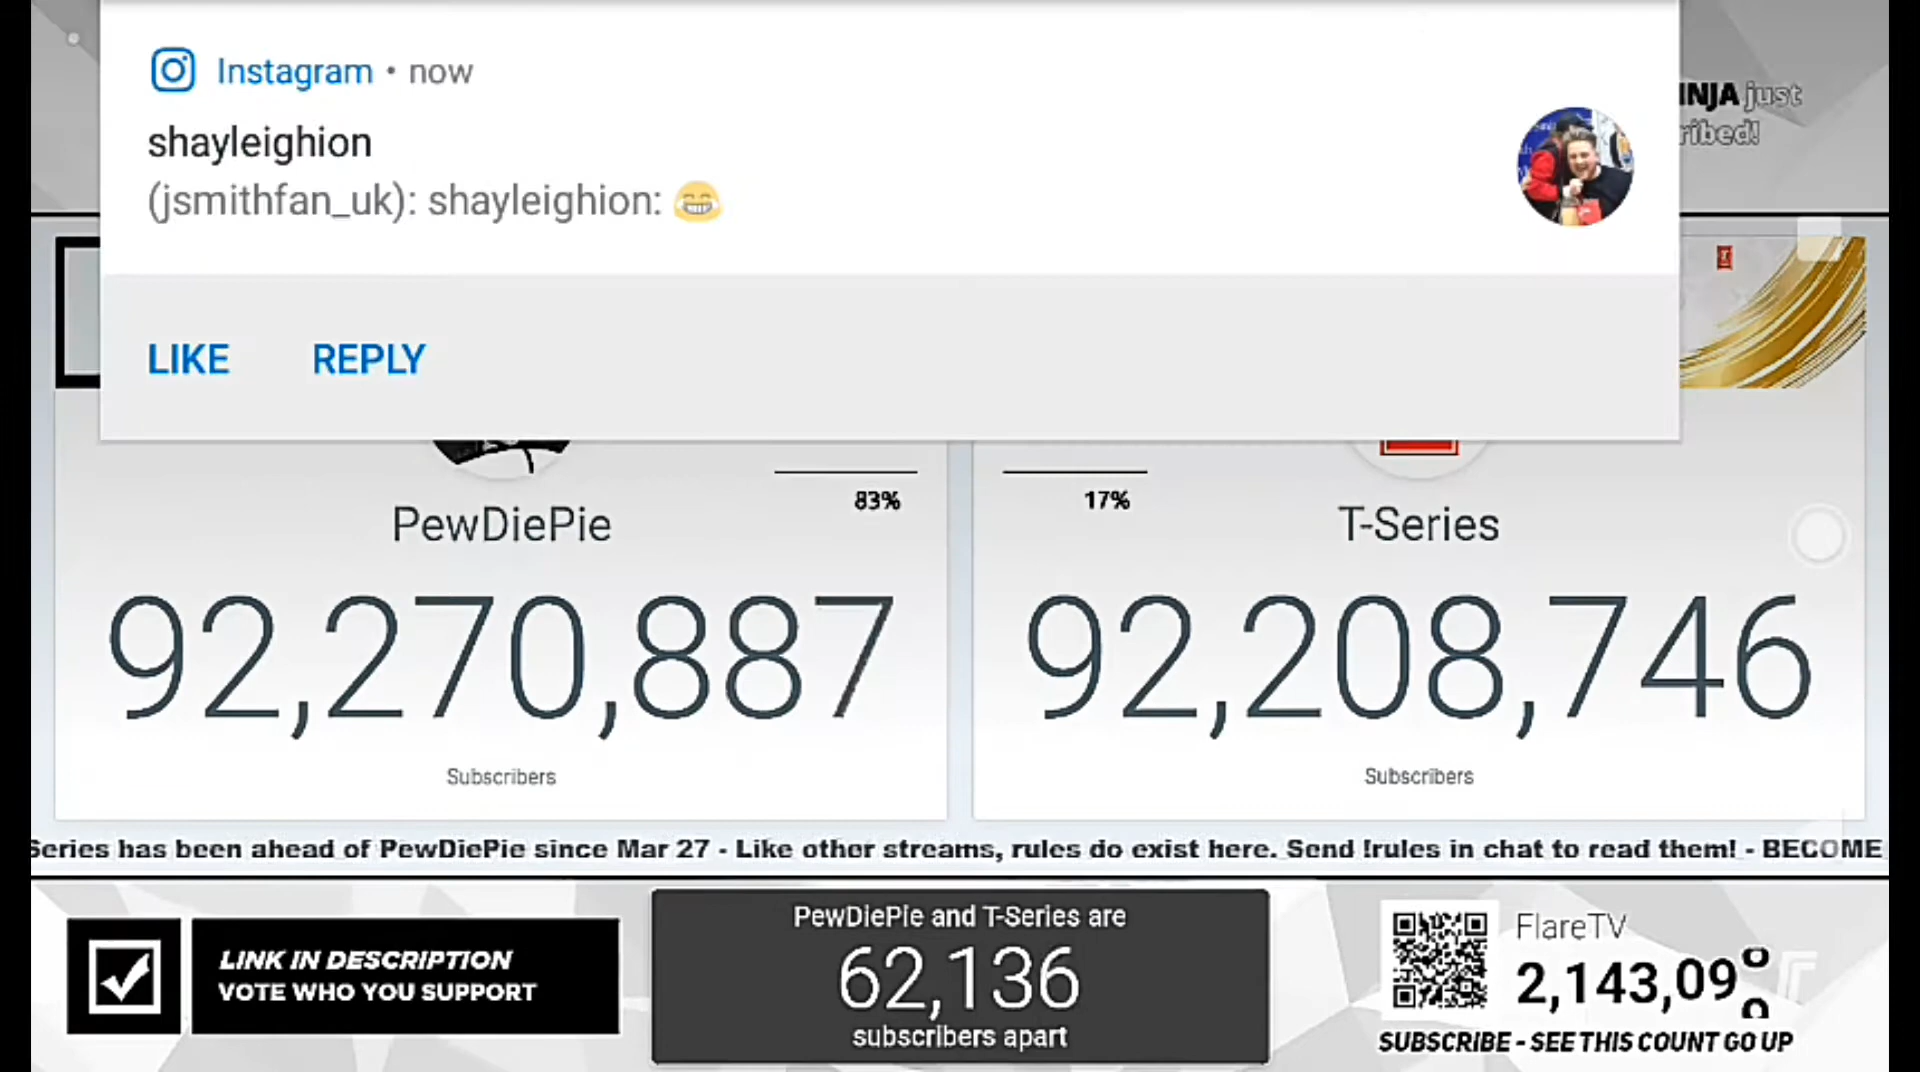 Instagram • now
shayleighion
(jsmithfan_uk): shayleighion: 😂
LIKE REPLY
INJA just
ribed!
83%
PewDiePie
92,270,887
Subscribers
17%
T-Series
92,208,746
Subscribers
Series has been ahead of PewDiePie since Mar 27 - Like other streams, rules do exist here. Send !rules in chat to read them! - BECOME
LINK IN DESCRIPTION
VOTE WHO YOU SUPPORT
PewDiePie and T-Series are
62,136
subscribers apart
FlareTV
2,143,09
SUBSCRIBE - SEE THIS COUNT GO UP